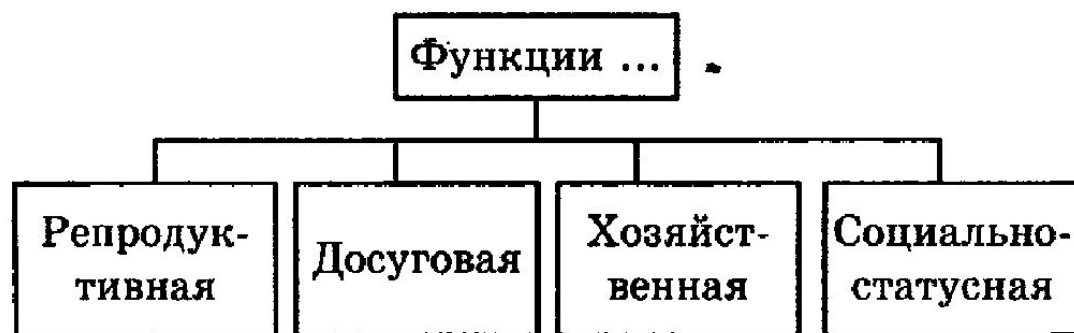 Функции ...
Репродук-
тивная
Досуговая
Хозяйст-
венная
Социально-
статусная